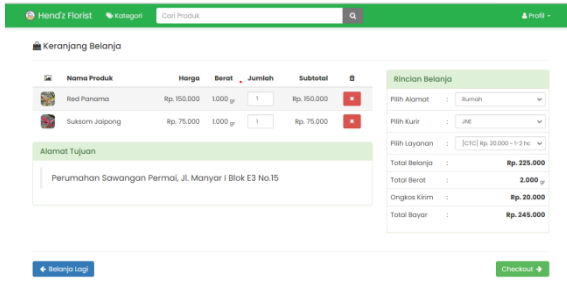 Hend'z Florist Kategori Cari Produk Profil
Keranjang Belanja
Nama Produk Harga Berat Jumlah Subtotal
Red Panama Rp. 150.000 1.000 gr 1 Rp. 150.000
Suksom Jaipong Rp. 75.000 1.000 gr 1 Rp. 75.000
Alamat Tujuan
Perumahan Sawangan Permai, Jl. Manyar I Blok E3 No.15
Rincian Belanja
Pilih Alamat : Rumah
Pilih Kurir : JNE
Pilih Layanan : [CTC] Rp. 20.000 - 1-2 ha
Total Belanja : Rp. 225.000
Total Berat : 2.000 gr
Ongkos Kirim : Rp. 20.000
Total Bayar : Rp. 245.000
Belanja Lagi
Checkout